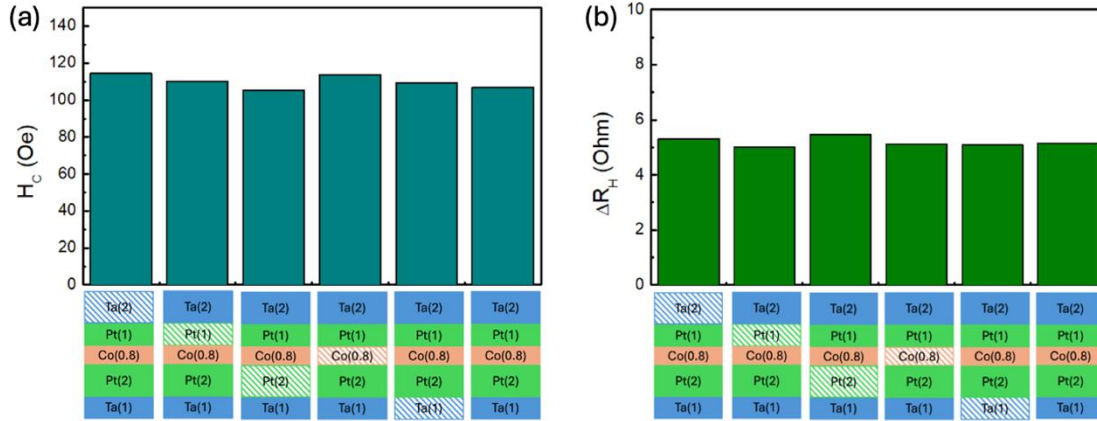 (a)
H_C (Oe)
140
120
100
80
60
40
20
0
Ta(2) Ta(2) Ta(2) Ta(2) Ta(2) Ta(2)
Pt(1) Pt(1) Pt(1) Pt(1) Pt(1) Pt(1)
Co(0.8) Co(0.8) Co(0.8) Co(0.8) Co(0.8) Co(0.8)
Pt(2) Pt(2) Pt(2) Pt(2) Pt(2) Pt(2)
Ta(1) Ta(1) Ta(1) Ta(1) Ta(1) Ta(1)
(b)
ΔR_H (Ohm)
10
8
6
4
2
0
Ta(2) Ta(2) Ta(2) Ta(2) Ta(2) Ta(2)
Pt(1) Pt(1) Pt(1) Pt(1) Pt(1) Pt(1)
Co(0.8) Co(0.8) Co(0.8) Co(0.8) Co(0.8) Co(0.8)
Pt(2) Pt(2) Pt(2) Pt(2) Pt(2) Pt(2)
Ta(1) Ta(1) Ta(1) Ta(1) Ta(1) Ta(1)